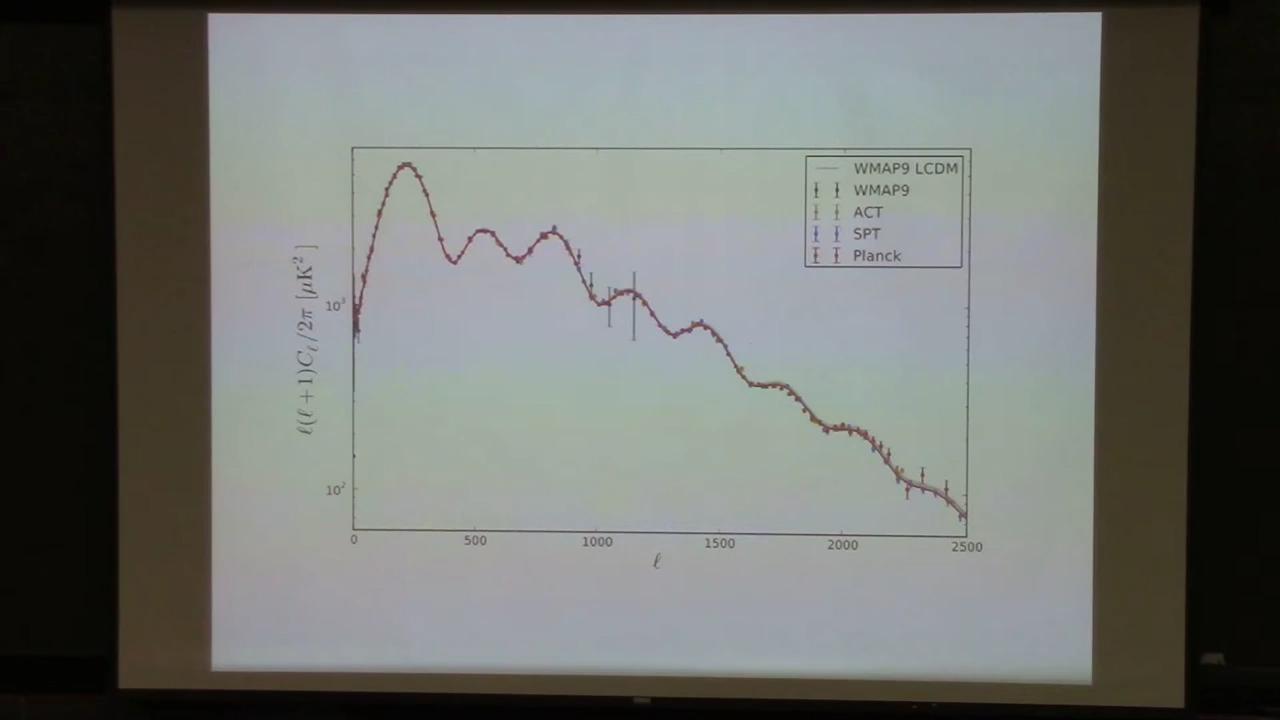 WMAP9 LCDM
WMAP9
ACT
SPT
Planck
ℓ(ℓ+1)C_ℓ/2π [μK²]
10³
10²
0 500 1000 1500 2000 2500
ℓ